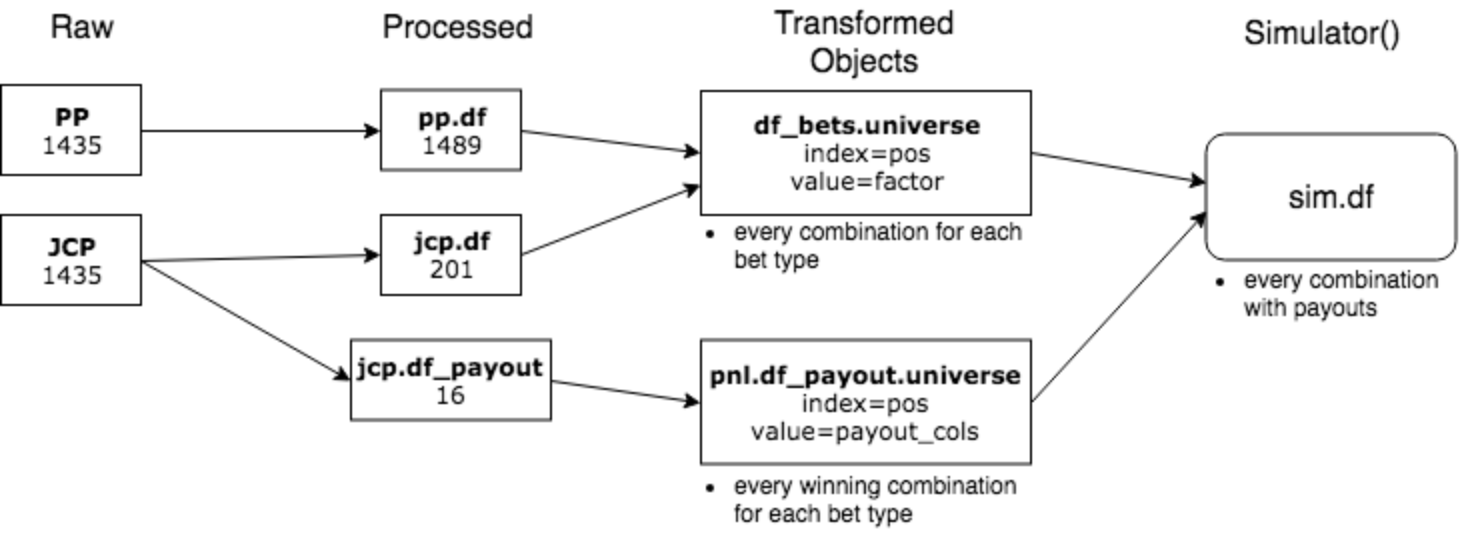 Raw
Processed
Transformed
Objects
Simulator()
PP
1435
pp.df
1489
df_bets.universe
index=pos
value=factor
• every combination for each
bet type
JCP
1435
jcp.df
201
sim.df
• every combination
with payouts
jcp.df_payout
16
pnl.df_payout.universe
index=pos
value=payout_cols
• every winning combination
for each bet type